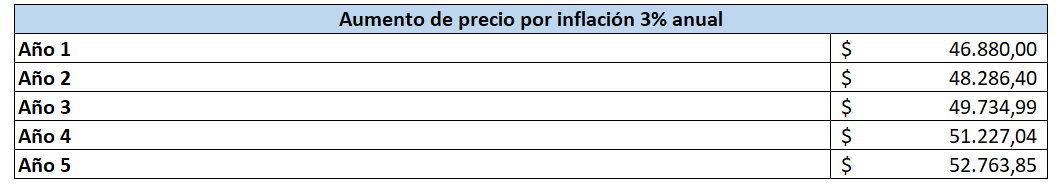 Aumento de precio por inflación 3% anual
Año 1 $ 46.880,00
Año 2 $ 48.286,40
Año 3 $ 49.734,99
Año 4 $ 51.227,04
Año 5 $ 52.763,85